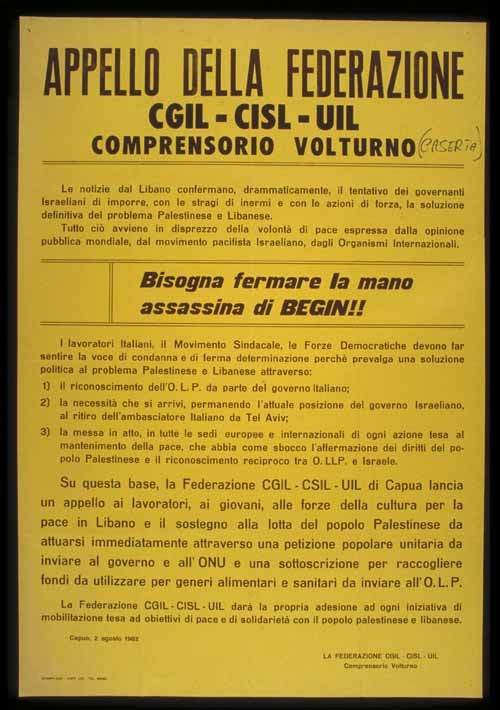 APPELLO DELLA FEDERAZIONE
CGIL - CISL - UIL
COMPRENSORIO VOLTURNO (CASERTA)
Le notizie dal Libano confermano, drammaticamente, il tentativo dei governanti
Israeliani di imporre, con le stragi di inermi e con le azioni di forza, la soluzione
definitiva del problema Palestinese e Libanese.
Tutto ciò avviene in disprezzo della volontà di pace espressa dalla opinione
pubblica mondiale, dal movimento pacifista Israeliano, dagli Organismi Internazionali.
Bisogna fermare la mano
assassina di BEGIN!!
I lavoratori Italiani, il Movimento Sindacale, le Forze Democratiche devono far
sentire la voce di condanna e di ferma determinazione perchè prevalga una soluzione
politica al problema Palestinese e Libanese attraverso:
1) il riconoscimento dell'O. L. P. da parte del governo Italiano;
2) la necessità che si arrivi, permanendo l'attuale posizione del governo Israeliano,
al ritiro dell'ambasciatore Italiano da Tel Aviv;
3) la messa in atto, in tutte le sedi europee e internazionali di ogni azione tesa al
mantenimento della pace, che abbia come sbocco l'affermazione dei diritti del po-
polo Palestinese e il riconoscimento reciproco tra O. LLP. e Israele.
Su questa base, la Federazione CGIL - CSIL - UIL di Capua lancia
un appello ai lavoratori, ai giovani, alle forze della cultura per la
pace in Libano e il sostegno alla lotta del popolo Palestinese da
attuarsi immediatamente attraverso una petizione popolare unitaria da
inviare al governo e all'ONU e una sottoscrizione per raccogliere
fondi da utilizzare per generi alimentari e sanitari da inviare all'O. L. P.
La Federazione CGIL - CISL - UIL darà la propria adesione ad ogni iniziativa di
mobilitazione tesa ad obiettivi di pace e di solidarietà con il popolo palestinese e libanese.
Capua, 2 agosto 1982
LA FEDERAZIONE CGIL - CISL - UIL
Comprensorio Volturno